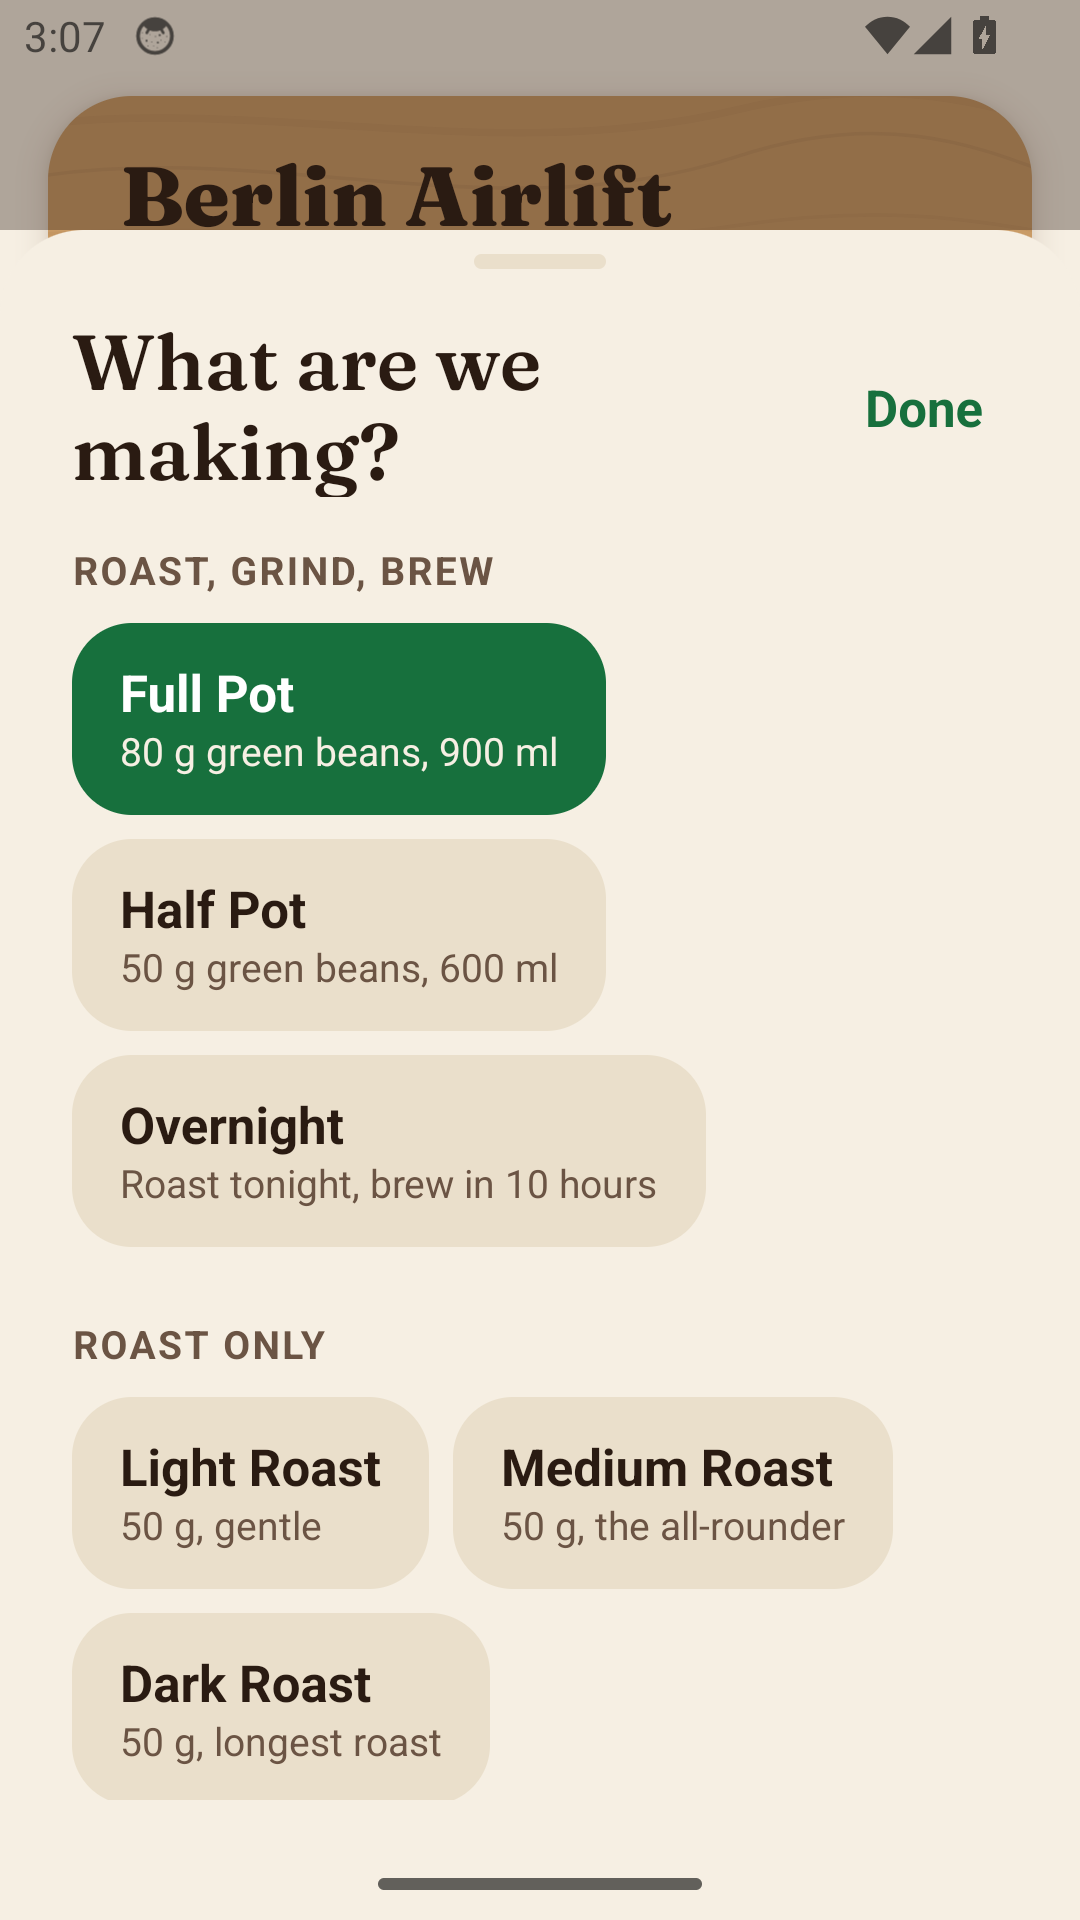 3:07
Berlin Airlift
What are we
making?
Done
ROAST, GRIND, BREW
Full Pot
80 g green beans, 900 ml
Half Pot
50 g green beans, 600 ml
Overnight
Roast tonight, brew in 10 hours
ROAST ONLY
Light Roast
50 g, gentle
Medium Roast
50 g, the all-rounder
Dark Roast
50 g, longest roast